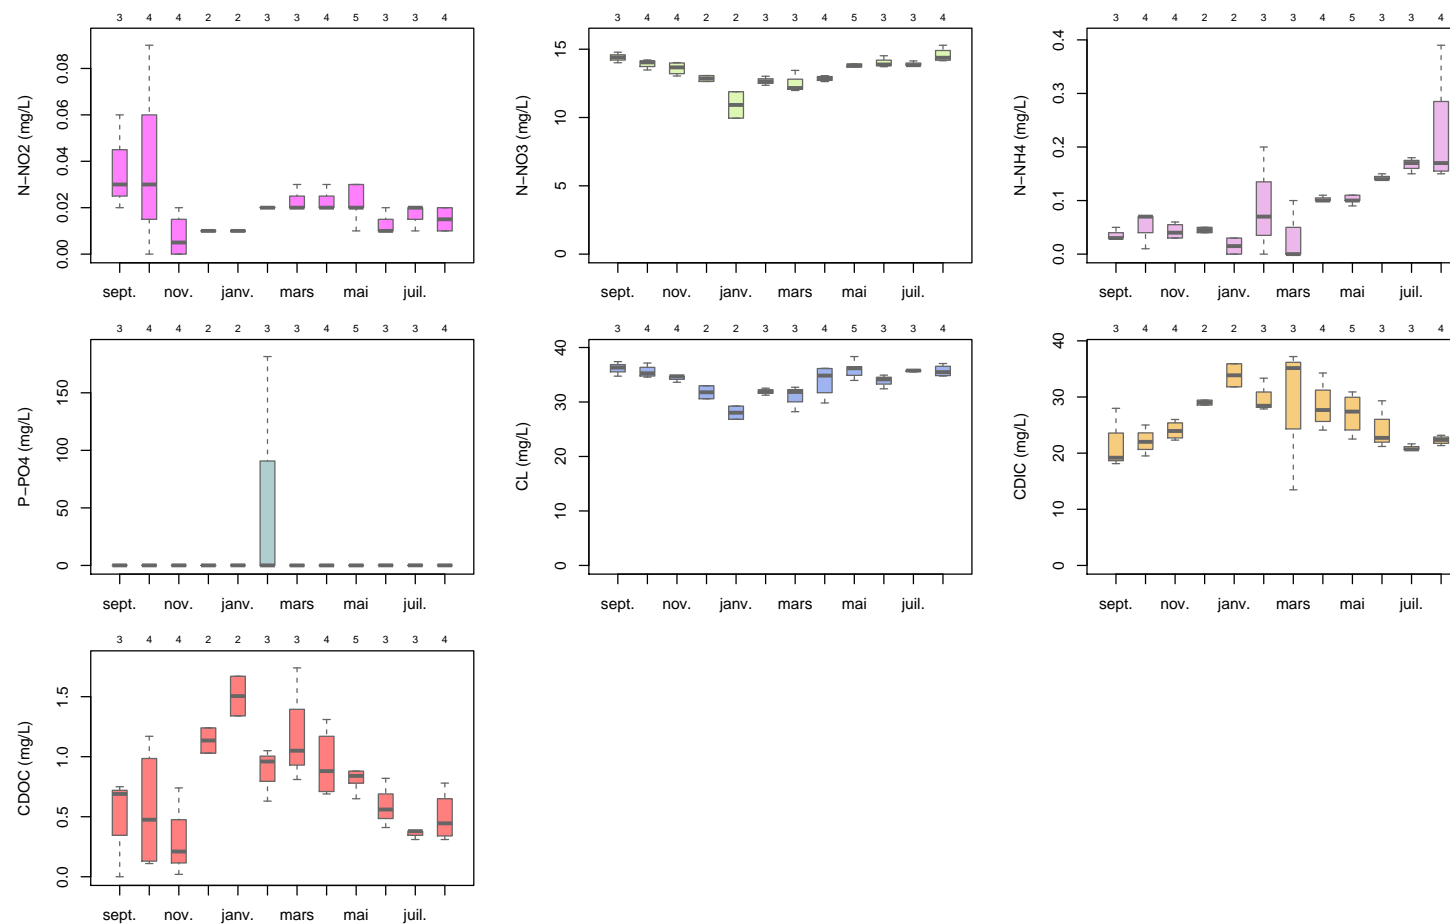 3 4 4 2 2 3 3 4 5 3 3 4
N−NO2 (mg/L)
0.00 0.02 0.04 0.06 0.08
sept. nov. janv. mars mai juil.
3 4 4 2 2 3 3 4 5 3 3 4
N−NO3 (mg/L)
0 5 10 15
sept. nov. janv. mars mai juil.
3 4 4 2 2 3 3 4 5 3 3 4
N−NH4 (mg/L)
0.0 0.1 0.2 0.3 0.4
sept. nov. janv. mars mai juil.
3 4 4 2 2 3 3 4 5 3 3 4
P−PO4 (mg/L)
0 50 100 150
sept. nov. janv. mars mai juil.
3 4 4 2 2 3 3 4 5 3 3 4
CL (mg/L)
0 10 20 30 40
sept. nov. janv. mars mai juil.
3 4 4 2 2 3 3 4 5 3 3 4
CDIC (mg/L)
0 10 20 30 40
sept. nov. janv. mars mai juil.
3 4 4 2 2 3 3 4 5 3 3 4
CDOC (mg/L)
0.0 0.5 1.0 1.5
sept. nov. janv. mars mai juil.